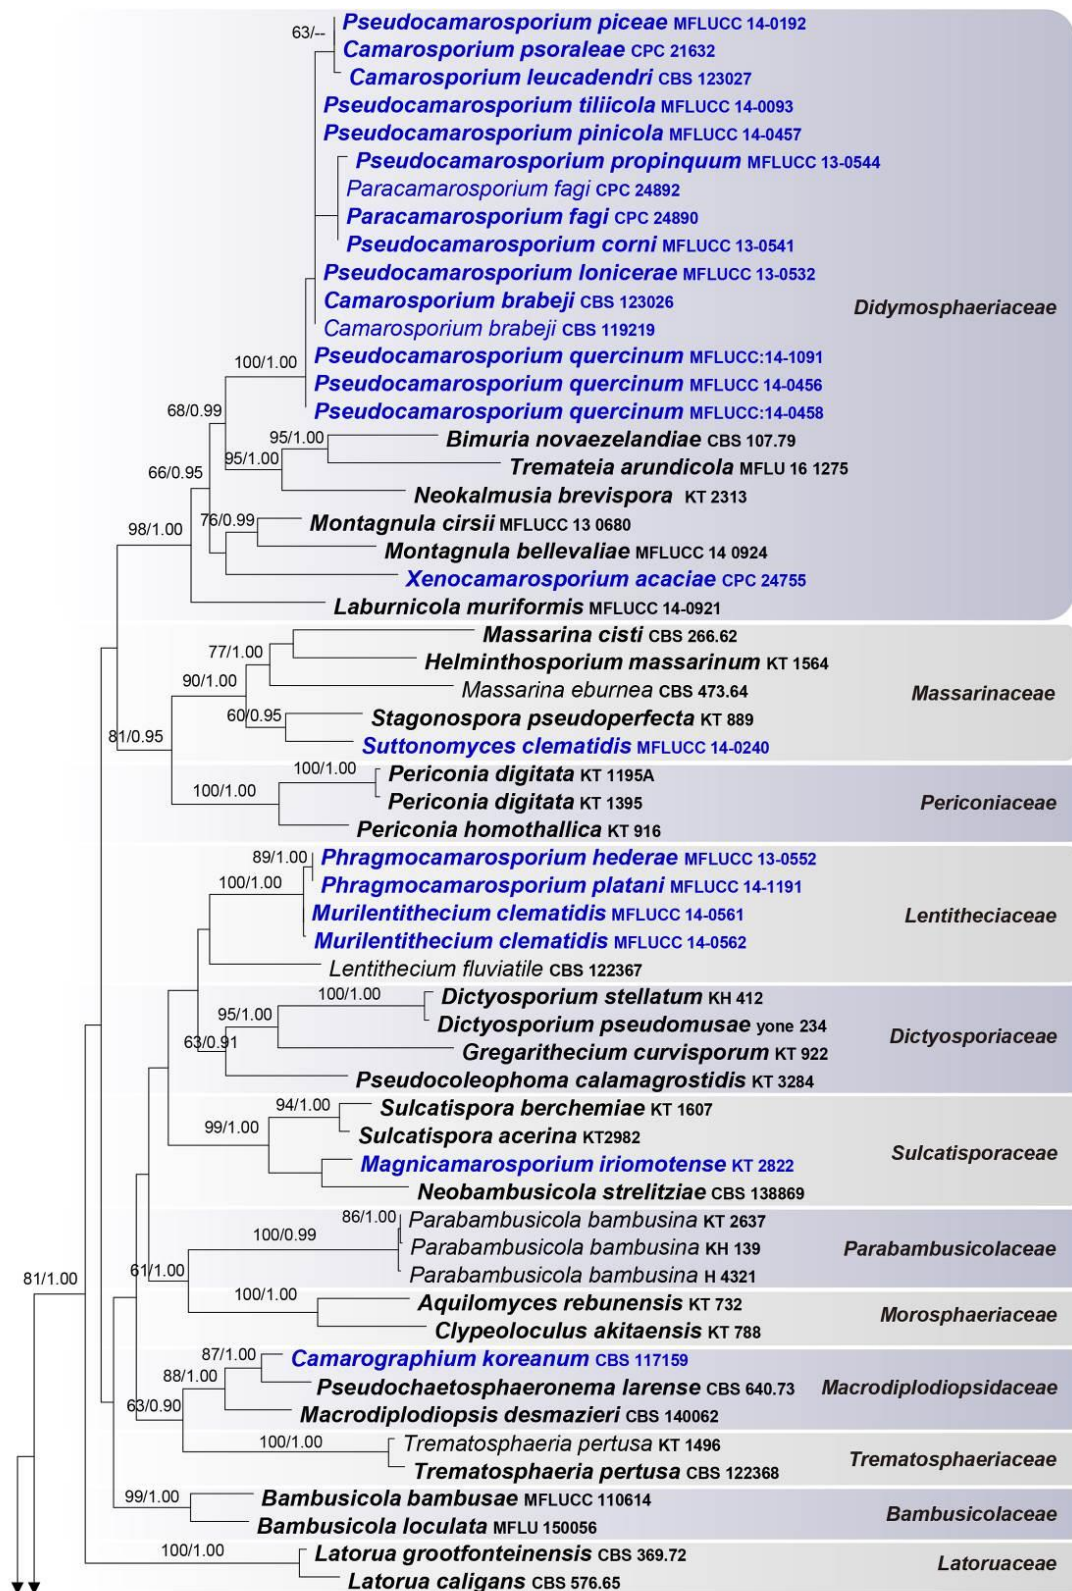 63/--
Pseudocamarosporium piceae MFLUCC 14-0192
Camarosporium psoraleae CPC 21632
Camarosporium leucadendri CBS 123027
Pseudocamarosporium tiliicola MFLUCC 14-0093
Pseudocamarosporium pinicola MFLUCC 14-0457
Pseudocamarosporium propinquum MFLUCC 13-0544
Paracamarosporium fagi CPC 24892
Paracamarosporium fagi CPC 24890
Pseudocamarosporium corni MFLUCC 13-0541
Pseudocamarosporium lonicerae MFLUCC 13-0532
Camarosporium brabeji CBS 123026
Didymosphaeriaceae
Camarosporium brabeji CBS 119219
100/1.00
Pseudocamarosporium quercinum MFLUCC:14-1091
Pseudocamarosporium quercinum MFLUCC 14-0456
68/0.99
Pseudocamarosporium quercinum MFLUCC:14-0458
95/1.00
Bimuria novaezelandiae CBS 107.79
95/1.00
Tremateia arundicola MFLU 16 1275
66/0.95
Neokalmusia brevispora KT 2313
76/0.99
Montagnula cirsii MFLUCC 13 0680
98/1.00
Montagnula bellevaliae MFLUCC 14 0924
Xenocamarosporium acaciae CPC 24755
Laburnicola muriformis MFLUCC 14-0921
Massarina cisti CBS 266.62
77/1.00
Helminthosporium massarinum KT 1564
90/1.00
Massarina eburnea CBS 473.64
Massarinaceae
60/0.95
Stagonospora pseudoperfecta KT 889
81/0.95
Suttonomyces clematidis MFLUCC 14-0240
100/1.00
Periconia digitata KT 1195A
100/1.00
Periconia digitata KT 1395
Periconiaceae
Periconia homothallica KT 916
89/1.00
Phragmocamarosporium hederae MFLUCC 13-0552
100/1.00
Phragmocamarosporium platani MFLUCC 14-1191
Murilentithecium clematidis MFLUCC 14-0561
Lentitheciaceae
Murilentithecium clematidis MFLUCC 14-0562
Lentithecium fluviatile CBS 122367
100/1.00
Dictyosporium stellatum KH 412
95/1.00
Dictyosporium pseudomusae yone 234
Dictyosporiaceae
63/0.91
Gregarithecium curvisporum KT 922
Pseudocoleophoma calamagrostidis KT 3284
94/1.00
Sulcatispora berchemiae KT 1607
99/1.00
Sulcatispora acerina KT2982
Sulcatisporaceae
Magnicamarosporium iriomotense KT 2822
Neobambusicola strelitziae CBS 138869
86/1.00
Parabambusicola bambusina KT 2637
100/0.99
Parabambusicola bambusina KH 139
Parabambusicolaceae
61/1.00
Parabambusicola bambusina H 4321
81/1.00
100/1.00
Aquilomyces rebunensis KT 732
Morosphaeriaceae
Clypeoloculus akitaensis KT 788
87/1.00
Camarographium koreanum CBS 117159
88/1.00
Pseudochaetosphaeronema larense CBS 640.73
Macrodiplodiopsidaceae
63/0.90
Macrodiplodiopsis desmazieri CBS 140062
100/1.00
Trematosphaeria pertusa KT 1496
Trematosphaeriaceae
Trematosphaeria pertusa CBS 122368
99/1.00
Bambusicola bambusae MFLUCC 110614
Bambusicolaceae
Bambusicola loculata MFLU 150056
100/1.00
Latorua grootfonteinensis CBS 369.72
Latoruaceae
Latorua caligans CBS 576.65